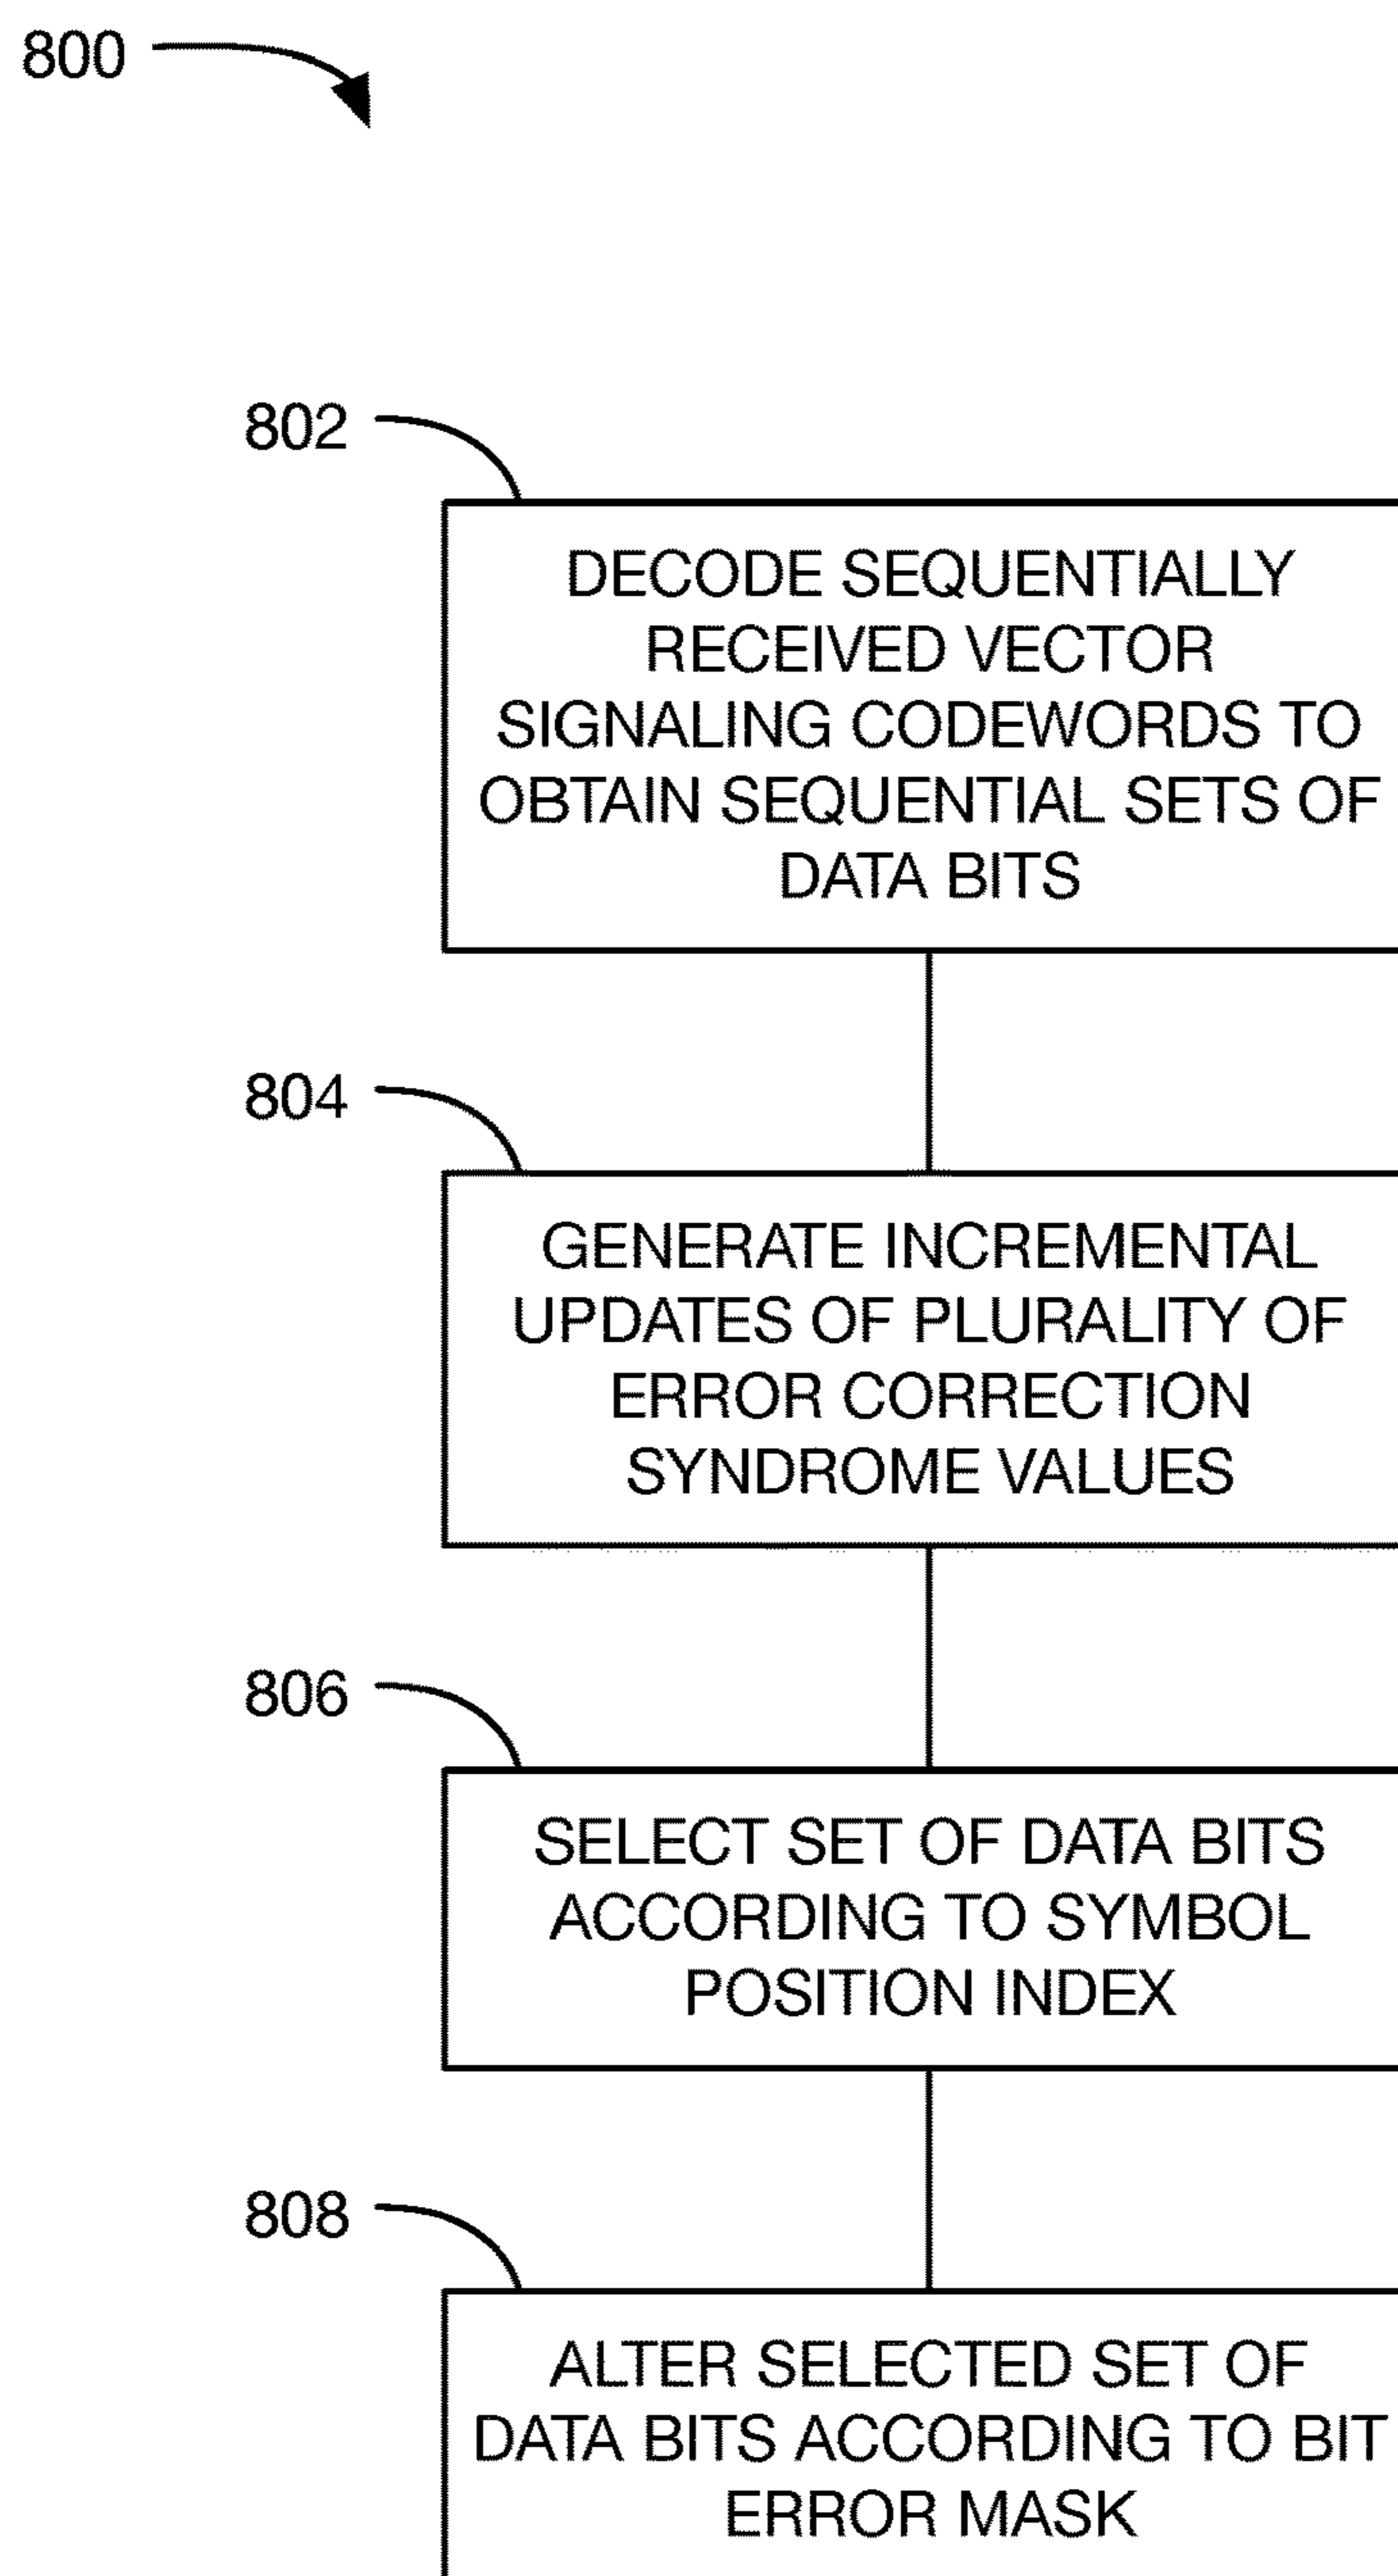 800
802
DECODE SEQUENTIALLY
RECEIVED VECTOR
SIGNALING CODEWORDS TO
OBTAIN SEQUENTIAL SETS OF
DATA BITS
804
GENERATE INCREMENTAL
UPDATES OF PLURALITY OF
ERROR CORRECTION
SYNDROME VALUES
806
SELECT SET OF DATA BITS
ACCORDING TO SYMBOL
POSITION INDEX
808
ALTER SELECTED SET OF
DATA BITS ACCORDING TO BIT
ERROR MASK